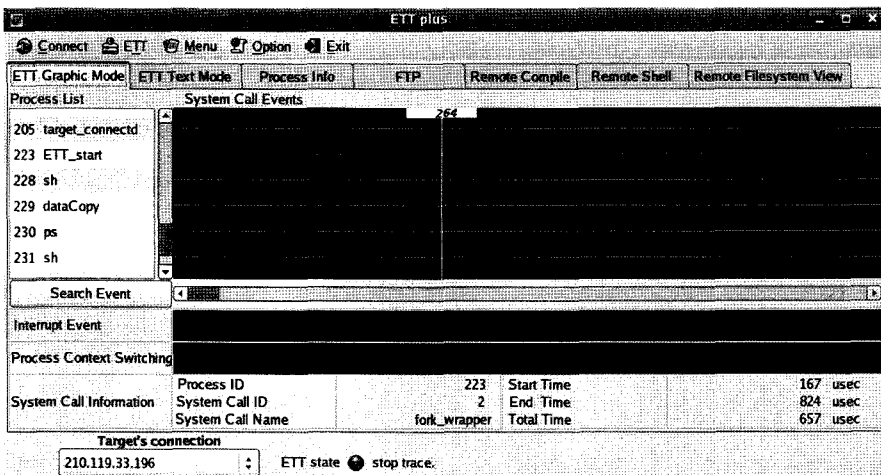 ETT plus
Connect ETT Menu Option Exit
ETT Graphic Mode ETT Text Mode Process Info FTP Remote Compile Remote Shell Remote Filesystem View
Process List System Call Events
264
205 target_connectd
223 ETT_start
228 sh
229 dataCopy
230 ps
231 sh
Search Event
Interrupt Event
Process Context Switching
System Call Information
Process ID 223 Start Time 167 usec
System Call ID 2 End Time 824 usec
System Call Name fork_wrapper Total Time 657 usec
Target's connection
210.119.33.196 ETT state stop trace.